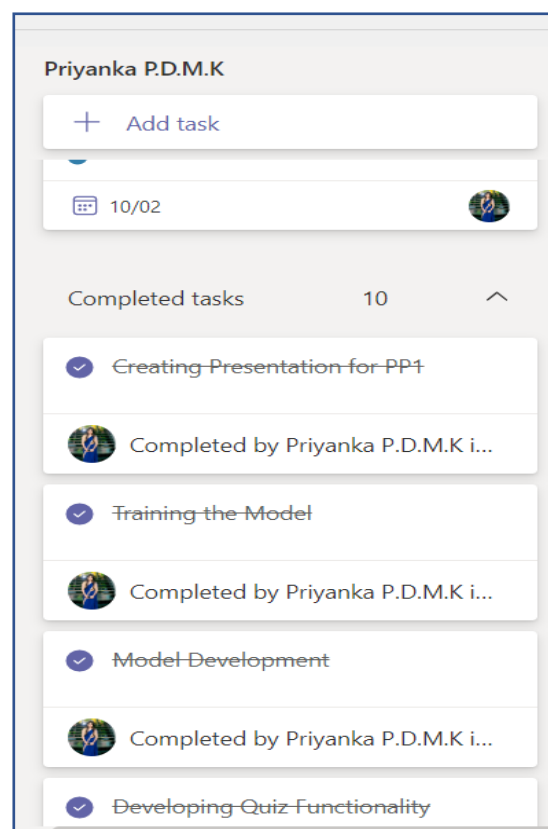 Priyanka P.D.M.K
Add task
10/02
Completed tasks 10
Creating Presentation for PP1
Completed by Priyanka P.D.M.K i...
Training the Model
Completed by Priyanka P.D.M.K i...
Model Development
Completed by Priyanka P.D.M.K i...
Developing Quiz Functionality